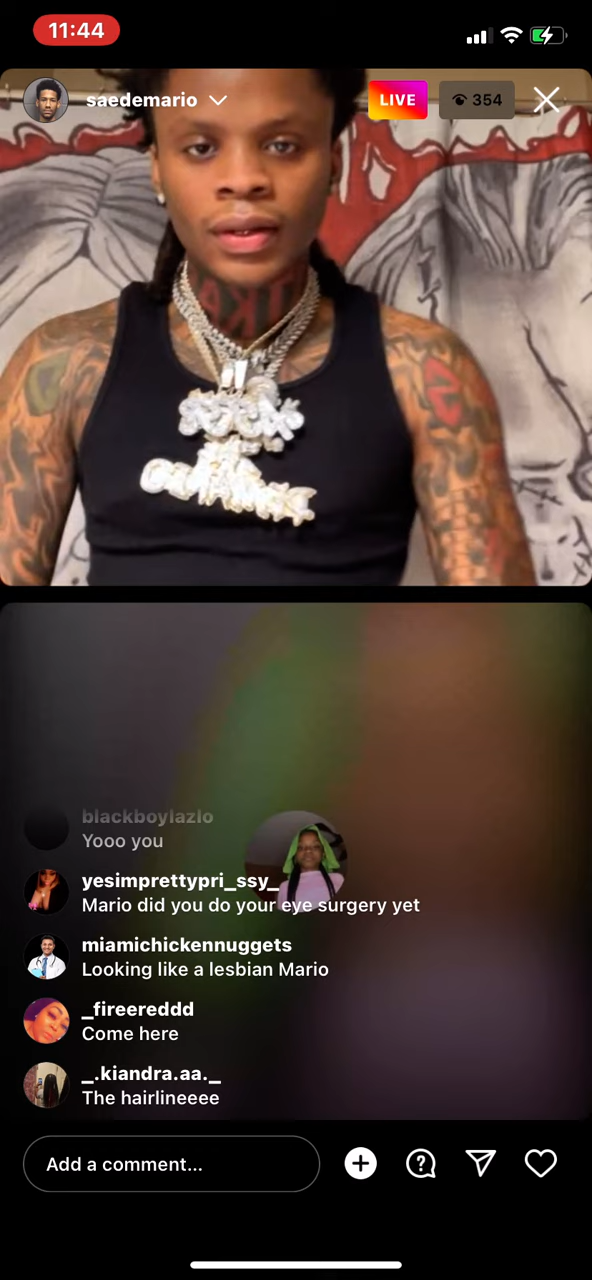 11:44
saedemario
LIVE
354
blackboylazlo
Yooo you
yesimprettypri_ssy_
Mario did you do your eye surgery yet
miamichickennuggets
Looking like a lesbian Mario
_fireereddd
Come here
_.kiandra.aa._
The hairlineeee
Add a comment...